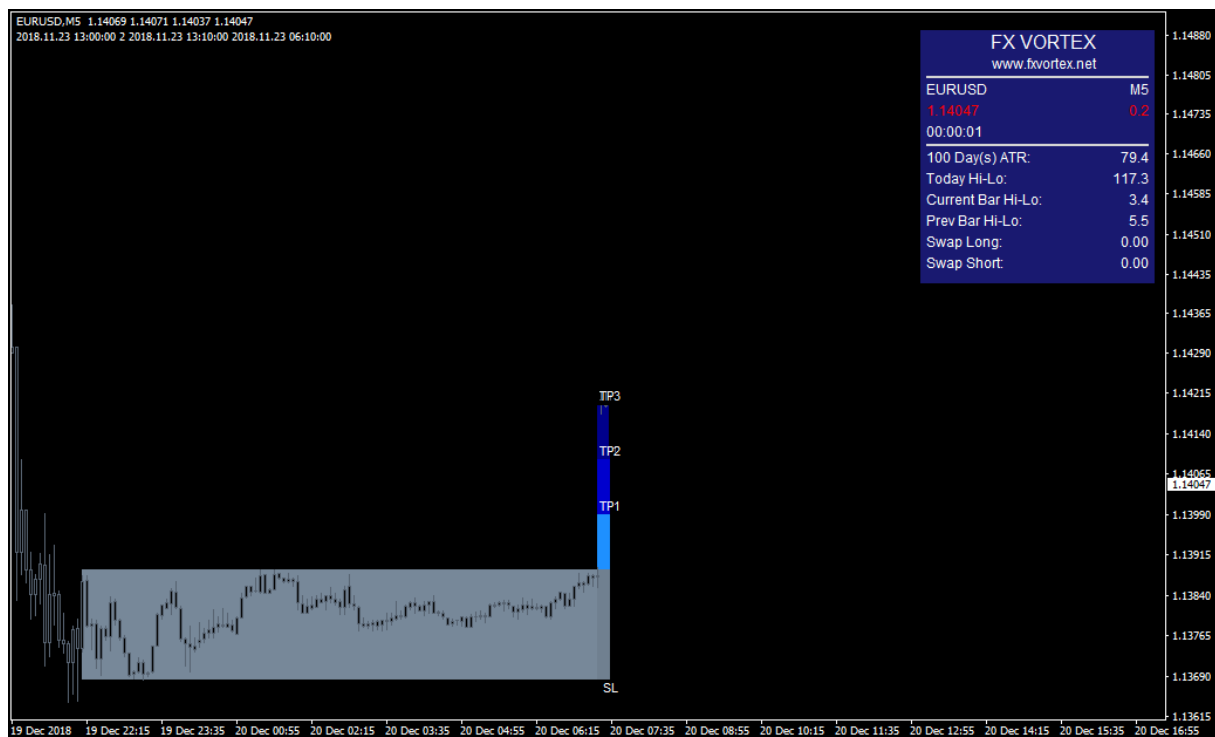 EURUSD,M5 1.14069 1.14071 1.14037 1.14047
2018.11.23 13:00:00 2 2018.11.23 13:10:00 2018.11.23 06:10:00
FX VORTEX
www.fxvortex.net
EURUSD M5
1.14047 0.2
00:00:01
100 Day(s) ATR: 79.4
Today Hi-Lo: 117.3
Current Bar Hi-Lo: 3.4
Prev Bar Hi-Lo: 5.5
Swap Long: 0.00
Swap Short: 0.00
1.14880
1.14805
1.14735
1.14660
1.14585
1.14510
1.14435
1.14365
1.14290
1.14215
1.14140
1.14065
1.14047
1.13990
1.13915
1.13840
1.13765
1.13690
1.13615
TP3
TP2
TP1
SL
19 Dec 2018 19 Dec 22:15 19 Dec 23:35 20 Dec 00:55 20 Dec 02:15 20 Dec 03:35 20 Dec 04:55 20 Dec 06:15 20 Dec 07:35 20 Dec 08:55 20 Dec 10:15 20 Dec 11:35 20 Dec 12:55 20 Dec 14:15 20 Dec 15:35 20 Dec 16:55